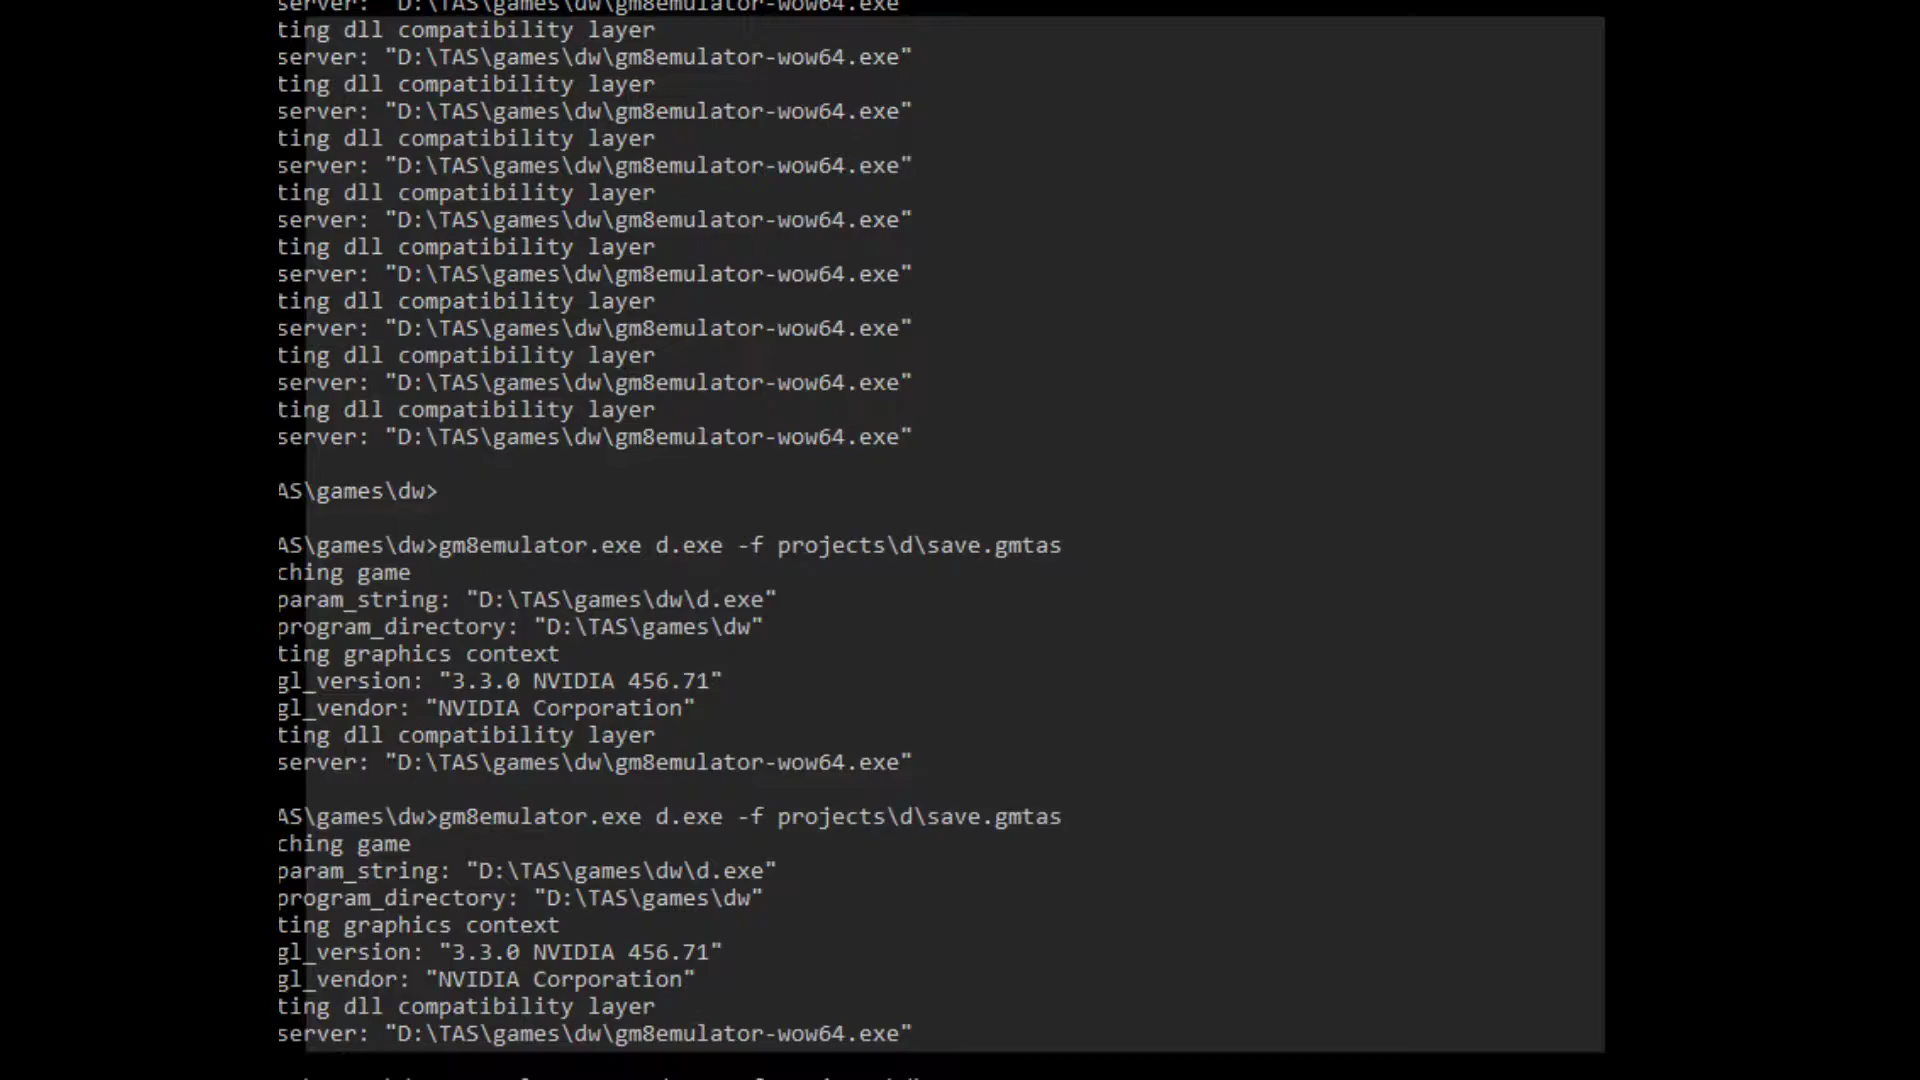 server: "D:\TAS\games\dw\gm8emulator-wow64.exe
ting dll compatibility layer
server: "D:\TAS\games\dw\gm8emulator-wow64.exe"
ting dll compatibility layer
server: "D:\TAS\games\dw\gm8emulator-wow64.exe"
ting dll compatibility layer
server: "D:\TAS\games\dw\gm8emulator-wow64.exe"
ting dll compatibility layer
server: "D:\TAS\games\dw\gm8emulator-wow64.exe"
ting dll compatibility layer
server: "D:\TAS\games\dw\gm8emulator-wow64.exe"
ting dll compatibility layer
server: "D:\TAS\games\dw\gm8emulator-wow64.exe"
ting dll compatibility layer
server: "D:\TAS\games\dw\gm8emulator-wow64.exe"
ting dll compatibility layer
server: "D:\TAS\games\dw\gm8emulator-wow64.exe"
AS\games\dw>
AS\games\dw>gm8emulator.exe d.exe -f projects\d\save.gmtas
ching game
param_string: "D:\TAS\games\dw\d.exe"
program_directory: "D:\TAS\games\dw"
ting graphics context
gl_version: "3.3.0 NVIDIA 456.71"
gl_vendor: "NVIDIA Corporation"
ting dll compatibility layer
server: "D:\TAS\games\dw\gm8emulator-wow64.exe"
AS\games\dw>gm8emulator.exe d.exe -f projects\d\save.gmtas
ching game
param_string: "D:\TAS\games\dw\d.exe"
program_directory: "D:\TAS\games\dw"
ting graphics context
gl_version: "3.3.0 NVIDIA 456.71"
gl_vendor: "NVIDIA Corporation"
ting dll compatibility layer
server: "D:\TAS\games\dw\gm8emulator-wow64.exe"